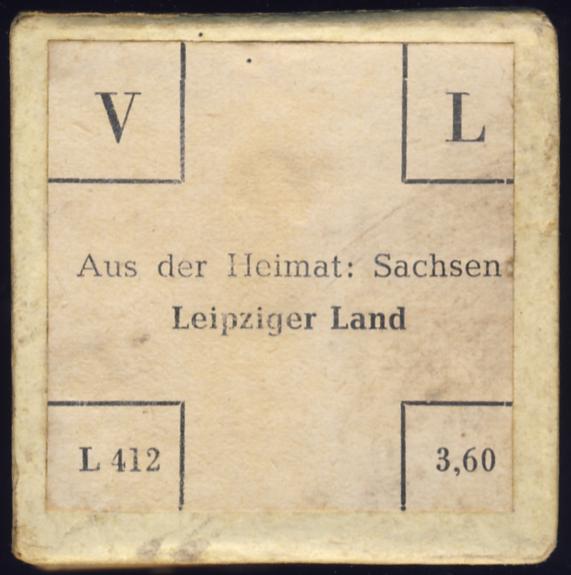 V L
Aus der Heimat: Sachsen
Leipziger Land
L 412 3,60